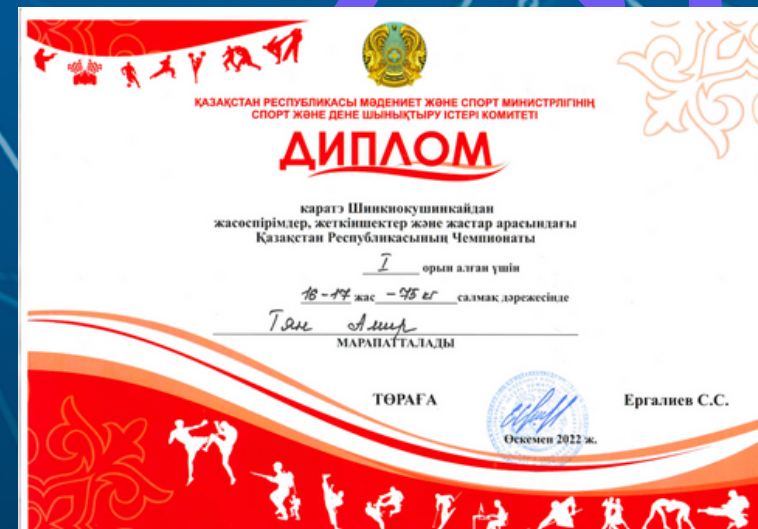 ҚАЗАҚСТАН РЕСПУБЛИКАСЫ МӘДЕНИЕТ ЖӘНЕ СПОРТ МИНИСТРЛІГІНІҢ
СПОРТ ЖӘНЕ ДЕНЕ ШЫНЫҚТЫРУ ІСТЕРІ КОМИТЕТІ
ДИПЛОМ
каратэ Шинкиокушинкайдан
жасөспірімдер, жеткіншектер және жастар арасындағы
Қазақстан Республикасының Чемпионаты
I орын алған үшін
16-17 жас -75 кг салмақ дәрежесінде
Тян Амир
МАРАПАТТАЛАДЫ
ТӨРАҒА Ергалиев С.С.
Өскемен 2022 ж.